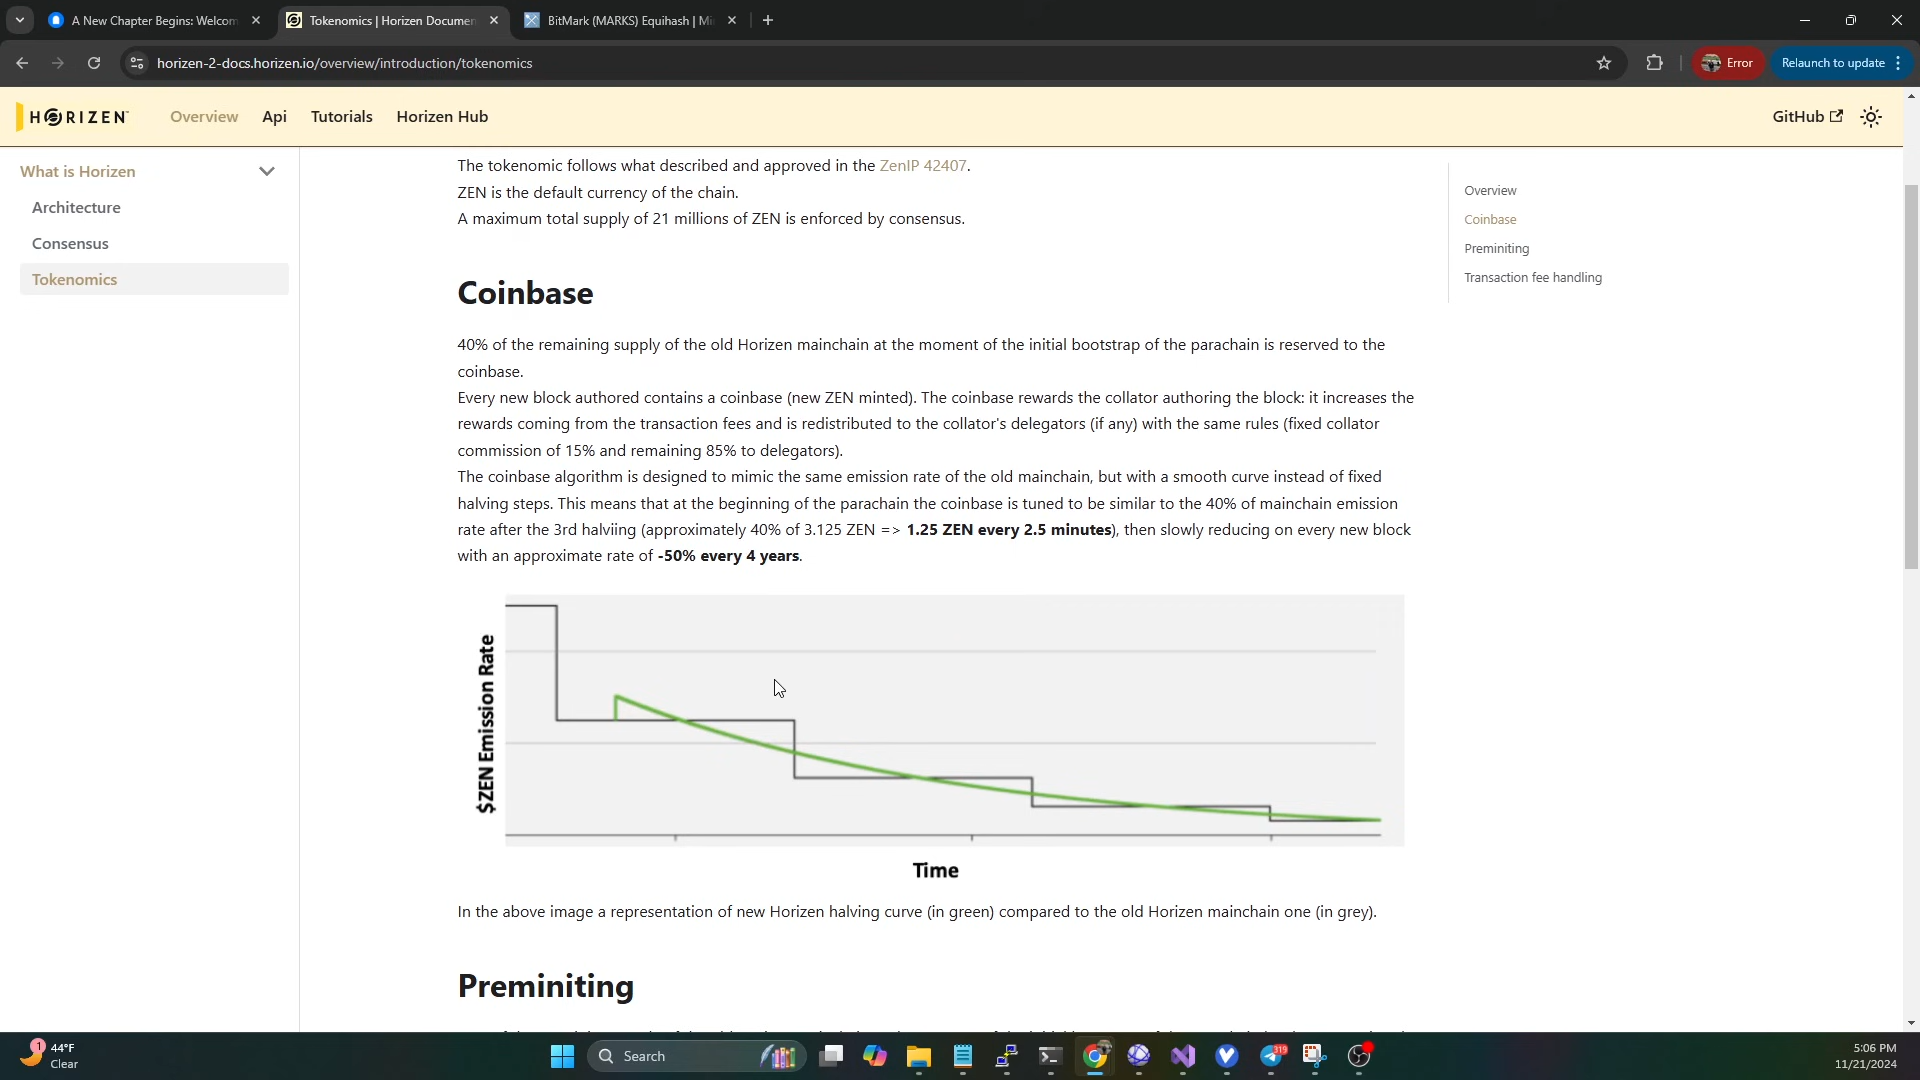 A New Chapter Begins: Welcom
Tokenomics | Horizen Documen
BitMark (MARKS) Equihash | Mi
horizen-2-docs.horizen.io/overview/introduction/tokenomics
Error
Relaunch to update
HORIZEN
Overview
Api
Tutorials
Horizen Hub
GitHub
What is Horizen
Architecture
Consensus
Tokenomics
The tokenomic follows what described and approved in the ZenIP 42407.
ZEN is the default currency of the chain.
A maximum total supply of 21 millions of ZEN is enforced by consensus.
Overview
Coinbase
Preminiting
Transaction fee handling
Coinbase
40% of the remaining supply of the old Horizen mainchain at the moment of the initial bootstrap of the parachain is reserved to the
coinbase.
Every new block authored contains a coinbase (new ZEN minted). The coinbase rewards the collator authoring the block: it increases the
rewards coming from the transaction fees and is redistributed to the collator's delegators (if any) with the same rules (fixed collator
commission of 15% and remaining 85% to delegators).
The coinbase algorithm is designed to mimic the same emission rate of the old mainchain, but with a smooth curve instead of fixed
halving steps. This means that at the beginning of the parachain the coinbase is tuned to be similar to the 40% of mainchain emission
rate after the 3rd halviing (approximately 40% of 3.125 ZEN => 1.25 ZEN every 2.5 minutes), then slowly reducing on every new block
with an approximate rate of -50% every 4 years.
$ZEN Emission Rate
Time
In the above image a representation of new Horizen halving curve (in green) compared to the old Horizen mainchain one (in grey).
Preminiting
1
44°F
Clear
Search
319
5:06 PM
11/21/2024